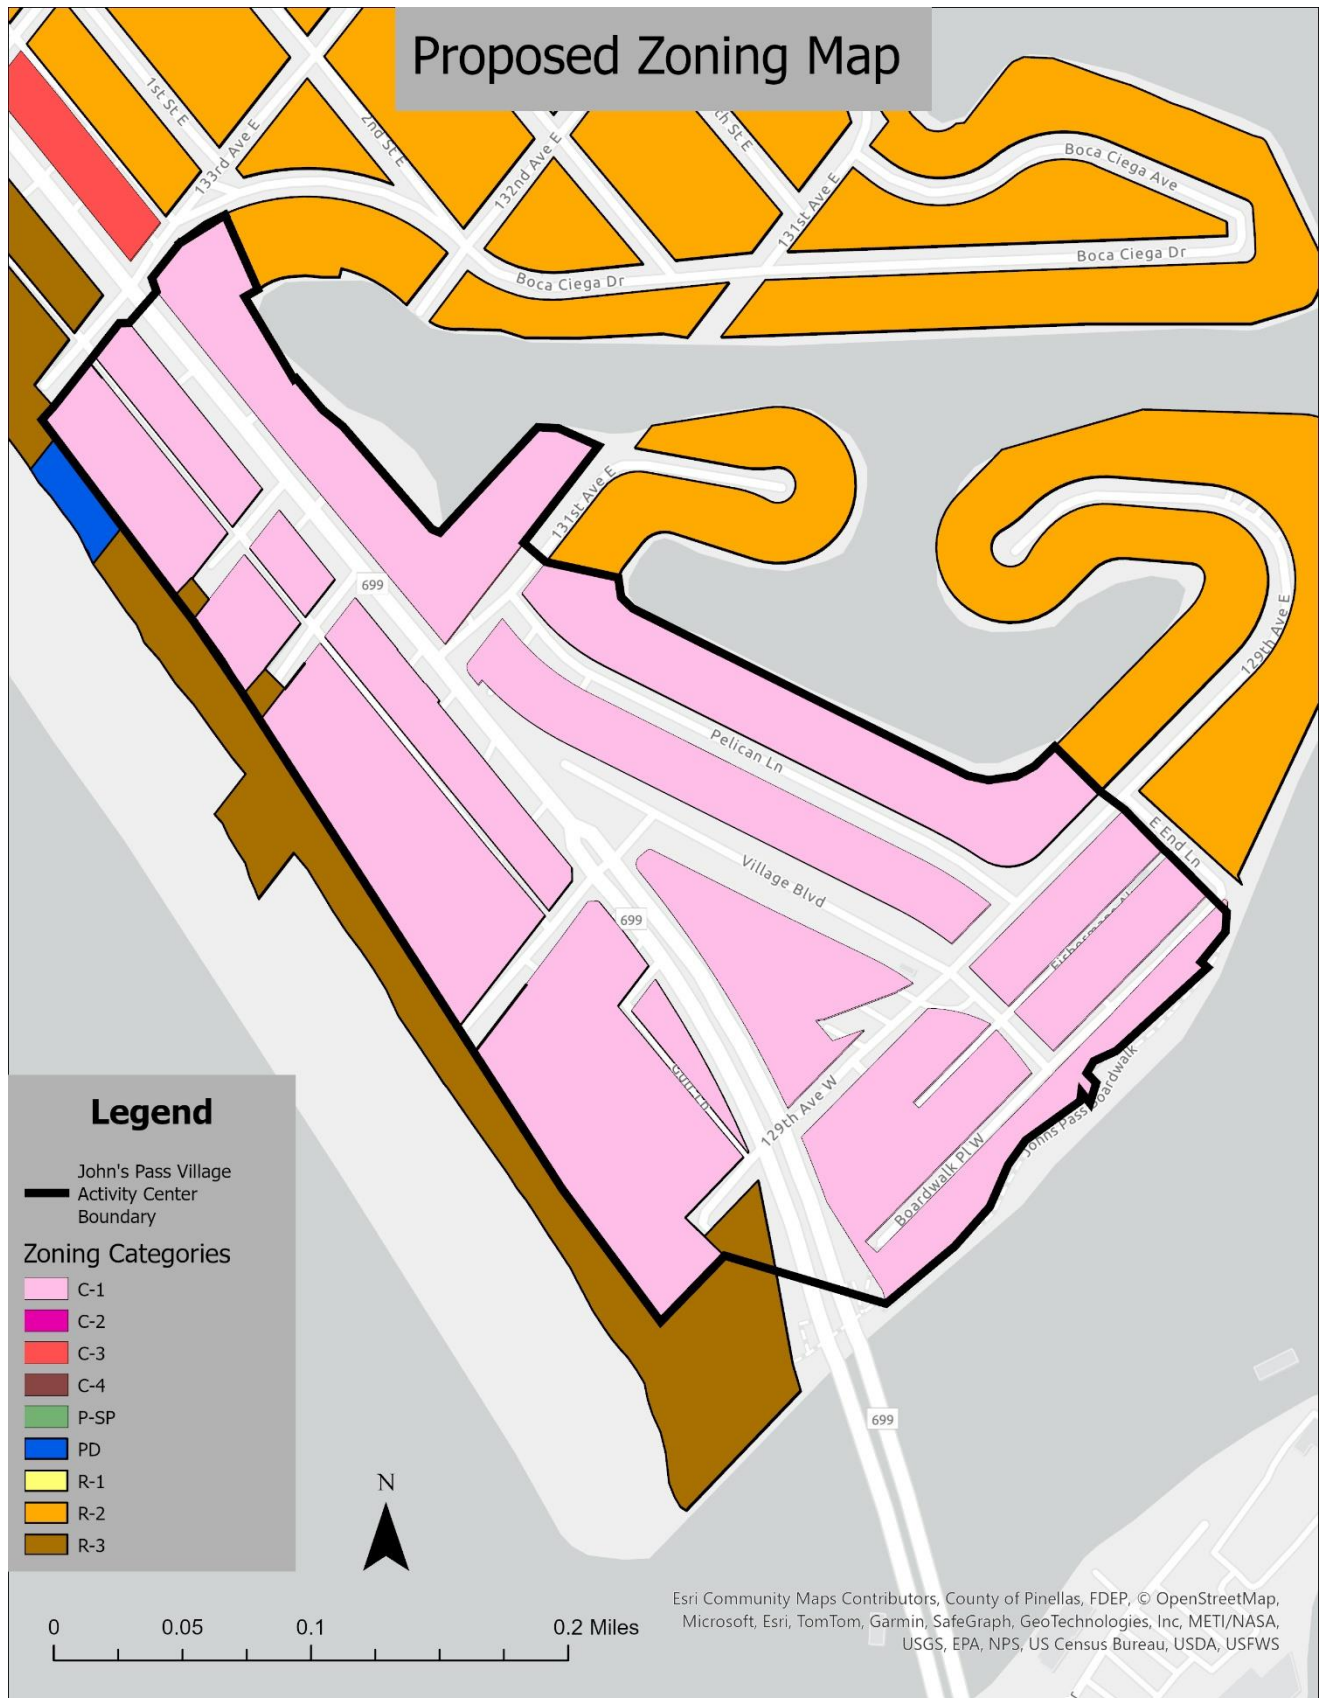 Proposed Zoning Map
1st St E
133rd Ave E
2nd St E
132nd Ave E
th St E
131st Ave E
Boca Ciega Ave
Boca Ciega Dr
Boca Ciega Dr
131st Ave E
699
129th Ave E
Pelican Ln
Village Blvd
E End Ln
699
Gulf Ln
129th Ave W
Boardwalk Pl W
Johns Pass Boardwalk
699
Legend
John's Pass Village
Activity Center
Boundary
Zoning Categories
C-1
C-2
C-3
C-4
P-SP
PD
R-1
R-2
R-3
N
0 0.05 0.1 0.2 Miles
Esri Community Maps Contributors, County of Pinellas, FDEP, © OpenStreetMap,
Microsoft, Esri, TomTom, Garmin, SafeGraph, GeoTechnologies, Inc, METI/NASA,
USGS, EPA, NPS, US Census Bureau, USDA, USFWS